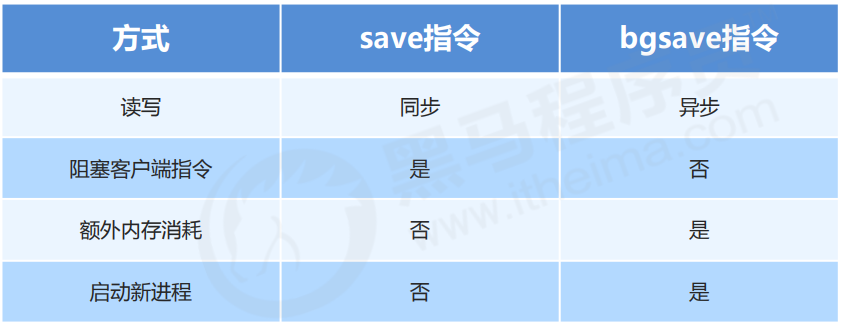 方式 save指令 bgsave指令
读写 同步 异步
阻塞客户端指令 是 否
额外内存消耗 否 是
启动新进程 否 是
黑马程序员
www.itheima.com